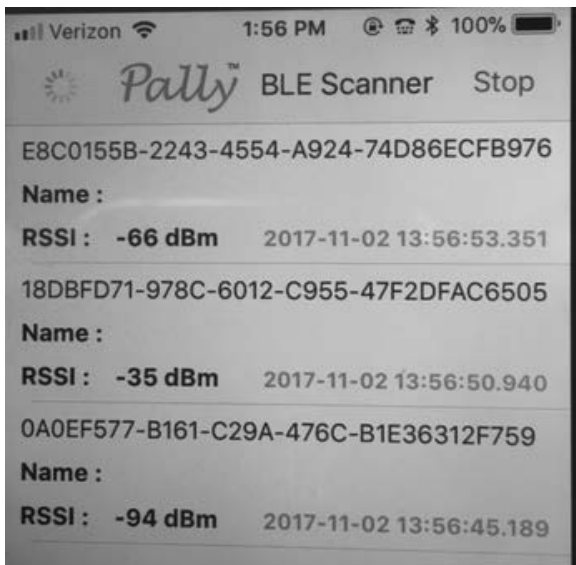 Verizon 1:56 PM 100%
Pally™ BLE Scanner Stop
E8C0155B-2243-4554-A924-74D86ECFB976
Name :
RSSI : -66 dBm 2017-11-02 13:56:53.351
18DBFD71-978C-6012-C955-47F2DFAC6505
Name :
RSSI : -35 dBm 2017-11-02 13:56:50.940
0A0EF577-B161-C29A-476C-B1E36312F759
Name :
RSSI : -94 dBm 2017-11-02 13:56:45.189